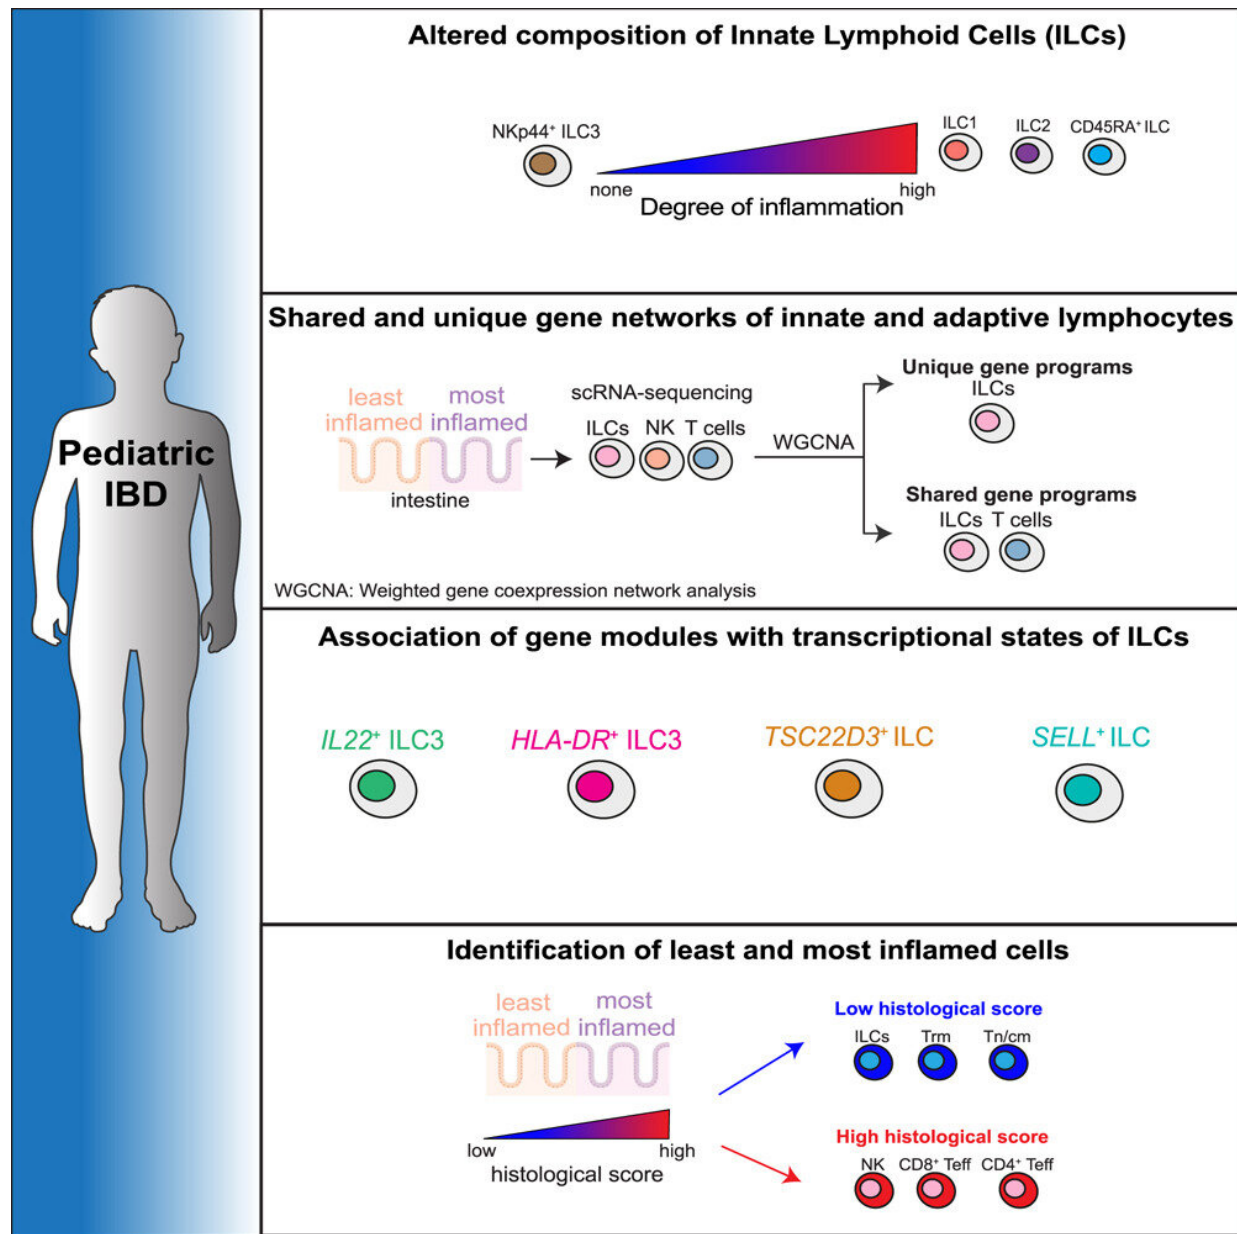 Pediatric
IBD
Altered composition of Innate Lymphoid Cells (ILCs)
NKp44⁺ ILC3
none
high
Degree of inflammation
ILC1
ILC2
CD45RA⁺ ILC
Shared and unique gene networks of innate and adaptive lymphocytes
least
inflamed
most
inflamed
intestine
scRNA-sequencing
ILCs NK T cells
WGCNA
Unique gene programs
ILCs
Shared gene programs
ILCs T cells
WGCNA: Weighted gene coexpression network analysis
Association of gene modules with transcriptional states of ILCs
IL22⁺ ILC3
HLA-DR⁺ ILC3
TSC22D3⁺ ILC
SELL⁺ ILC
Identification of least and most inflamed cells
least
inflamed
most
inflamed
low
high
histological score
Low histological score
ILCs Trm Tn/cm
High histological score
NK CD8⁺ Teff CD4⁺ Teff